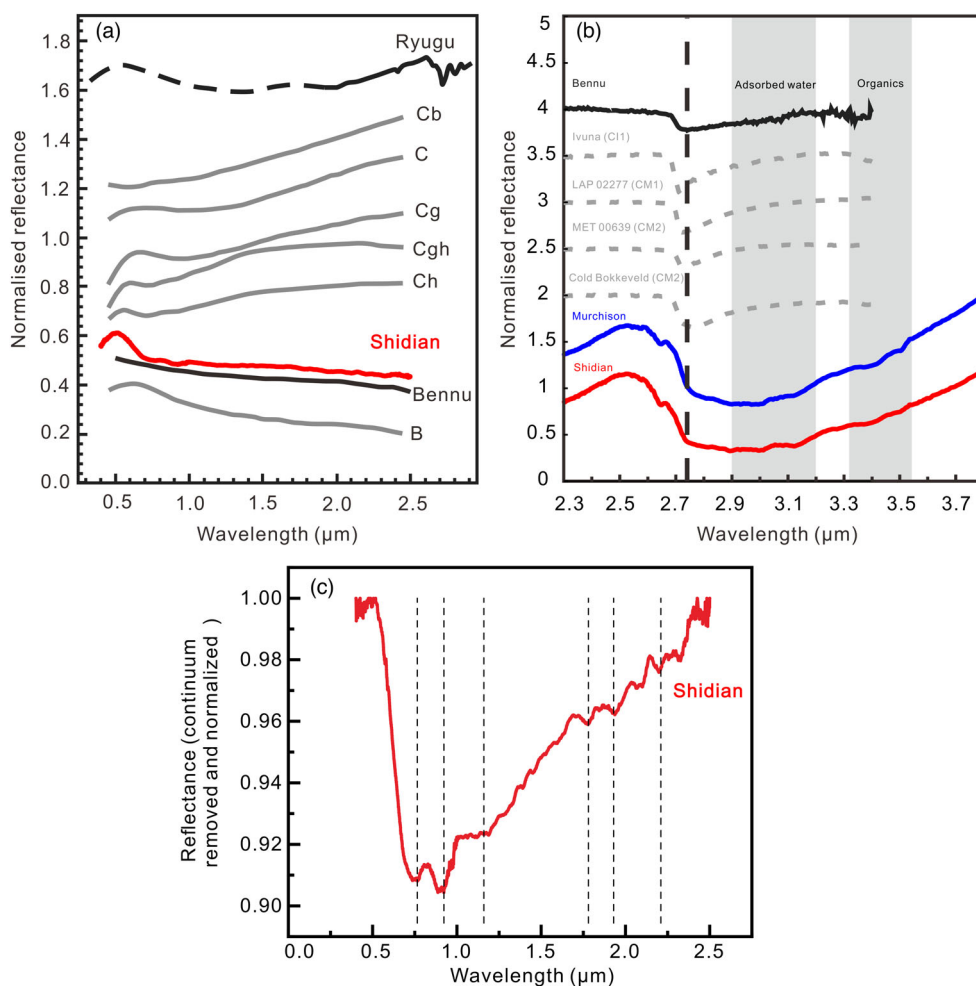 (a)
Normalised reflectance
1.8
1.6
1.4
1.2
1.0
0.8
0.6
0.4
0.2
0.0
Ryugu
Cb
C
Cg
Cgh
Ch
Shidian
Bennu
B
0.5
1.0
1.5
2.0
2.5
Wavelength (μm)
(b)
Normalised reflectance
5
4.5
4
3.5
3
2.5
2
1.5
1
0.5
0
Bennu
Adsorbed water
Organics
Ivuna (CI1)
LAP 02277 (CM1)
MET 00639 (CM2)
Cold Bokkeveld (CM2)
Murchison
Shidian
2.3
2.5
2.7
2.9
3.1
3.3
3.5
3.7
Wavelength (μm)
(c)
Reflectance (continuum
removed and normalized )
1.00
0.98
0.96
0.94
0.92
0.90
Shidian
0.0
0.5
1.0
1.5
2.0
2.5
Wavelength (μm)